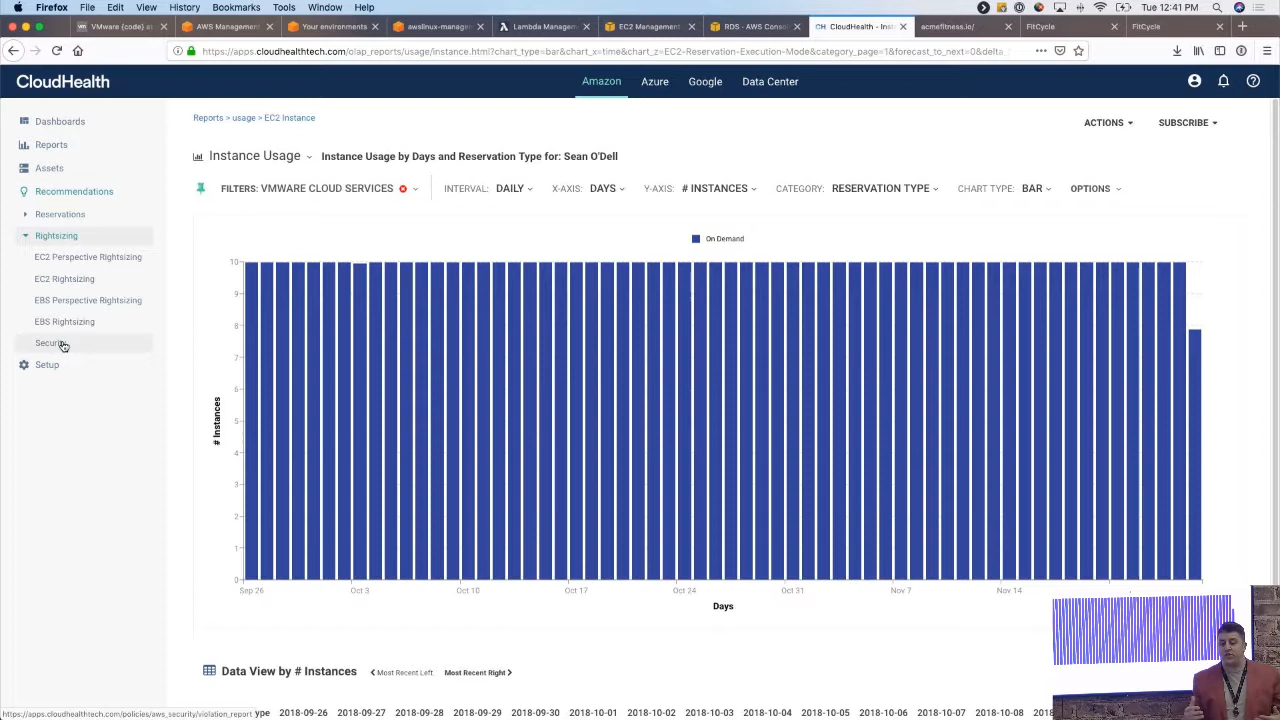 Firefox File Edit View History Bookmarks Tools Window Help
Tue 12:41 PM
VMware {code} a
AWS Management
Your environments
awslinux-manage
Lambda Managem
EC2 Management
RDS - AWS Conso
CH CloudHealth - Inst
acmefitness.io/
FitCycle
FitCycle
https://apps.cloudhealthtech.com/olap_reports/usage/instance.html?chart_type=bar&chart_x=time&chart_z=EC2-Reservation-Execution-Mode&category_page=1&forecast_to_next=0&delta_
CloudHealth
Amazon Azure Google Data Center
Dashboards
Reports
Assets
Recommendations
Reservations
Rightsizing
EC2 Perspective Rightsizing
EC2 Rightsizing
EBS Perspective Rightsizing
EBS Rightsizing
Security
Setup
Reports > usage > EC2 Instance
ACTIONS SUBSCRIBE
Instance Usage Instance Usage by Days and Reservation Type for: Sean O'Dell
FILTERS: VMWARE CLOUD SERVICES INTERVAL: DAILY X-AXIS: DAYS Y-AXIS: # INSTANCES CATEGORY: RESERVATION TYPE CHART TYPE: BAR OPTIONS
On Demand
10
9
8
7
6
5
4
3
2
1
0
# Instances
Sep 26 Oct 3 Oct 10 Oct 17 Oct 24 Oct 31 Nov 7 Nov 14
Days
Data View by # Instances Most Recent Left Most Recent Right
https://apps.cloudhealthtech.com/policies/aws_security/violation_report
ype 2018-09-26 2018-09-27 2018-09-28 2018-09-29 2018-09-30 2018-10-01 2018-10-02 2018-10-03 2018-10-04 2018-10-05 2018-10-06 2018-10-07 2018-10-08